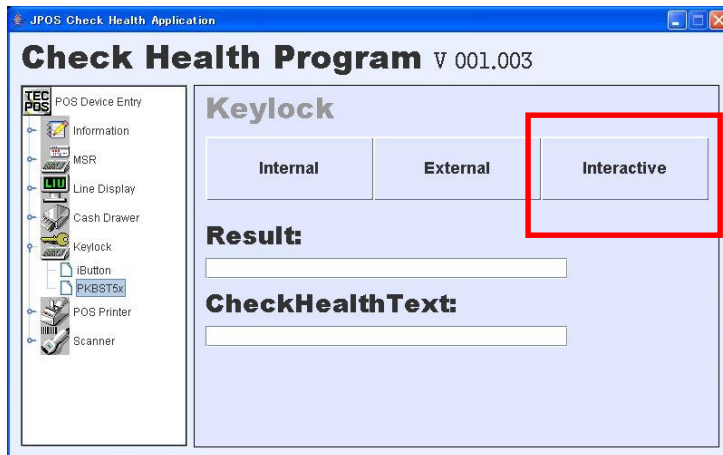 JPOS Check Health Application
Check Health Program V 001.003
TEC
POS
POS Device Entry
Information
MSR
LIU
Line Display
Cash Drawer
Keylock
iButton
PKBST5x
POS Printer
Scanner
Keylock
Internal External Interactive
Result:
CheckHealthText: